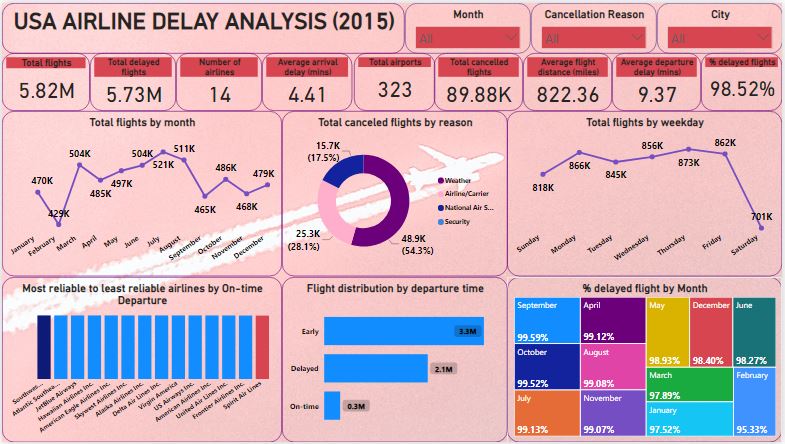 USA AIRLINE DELAY ANALYSIS (2015)
Month
All
Cancellation Reason
All
City
All
Total flights
5.82M
Total delayed
flights
5.73M
Number of
airlines
14
Average arrival
delay (mins)
4.41
Total airports
323
Total cancelled
flights
89.88K
Average flight
distance (miles)
822.36
Average departure
delay (mins)
9.37
% delayed flights
98.52%
Total flights by month
470K
429K
504K
485K
497K
504K
521K
511K
465K
486K
468K
479K
January
February
March
April
May
June
July
August
September
October
November
December
Total canceled flights by reason
15.7K
(17.5%)
25.3K
(28.1%)
48.9K
(54.3%)
Weather
Airline/Carrier
National Air S...
Security
Total flights by weekday
818K
866K
845K
856K
873K
862K
701K
Sunday
Monday
Tuesday
Wednesday
Thursday
Friday
Saturday
Most reliable to least reliable airlines by On-time
Departure
Southwes...
Atlantic Southea...
JetBlue Airways
Hawaiian Airlines Inc.
American Eagle Airlines Inc.
Skywest Airlines Inc.
Alaska Airlines Inc.
Delta Air Lines Inc.
Virgin America
US Airways Inc.
American Airlines Inc.
United Air Lines Inc.
Frontier Airlines Inc.
Spirit Air Lines
Flight distribution by departure time
Early
3.3M
Delayed
2.1M
On-time
0.3M
% delayed flight by Month
September
99.59%
October
99.52%
July
99.13%
April
99.12%
August
99.08%
November
99.07%
May
98.93%
December
98.40%
June
98.27%
March
97.89%
January
97.52%
February
95.33%